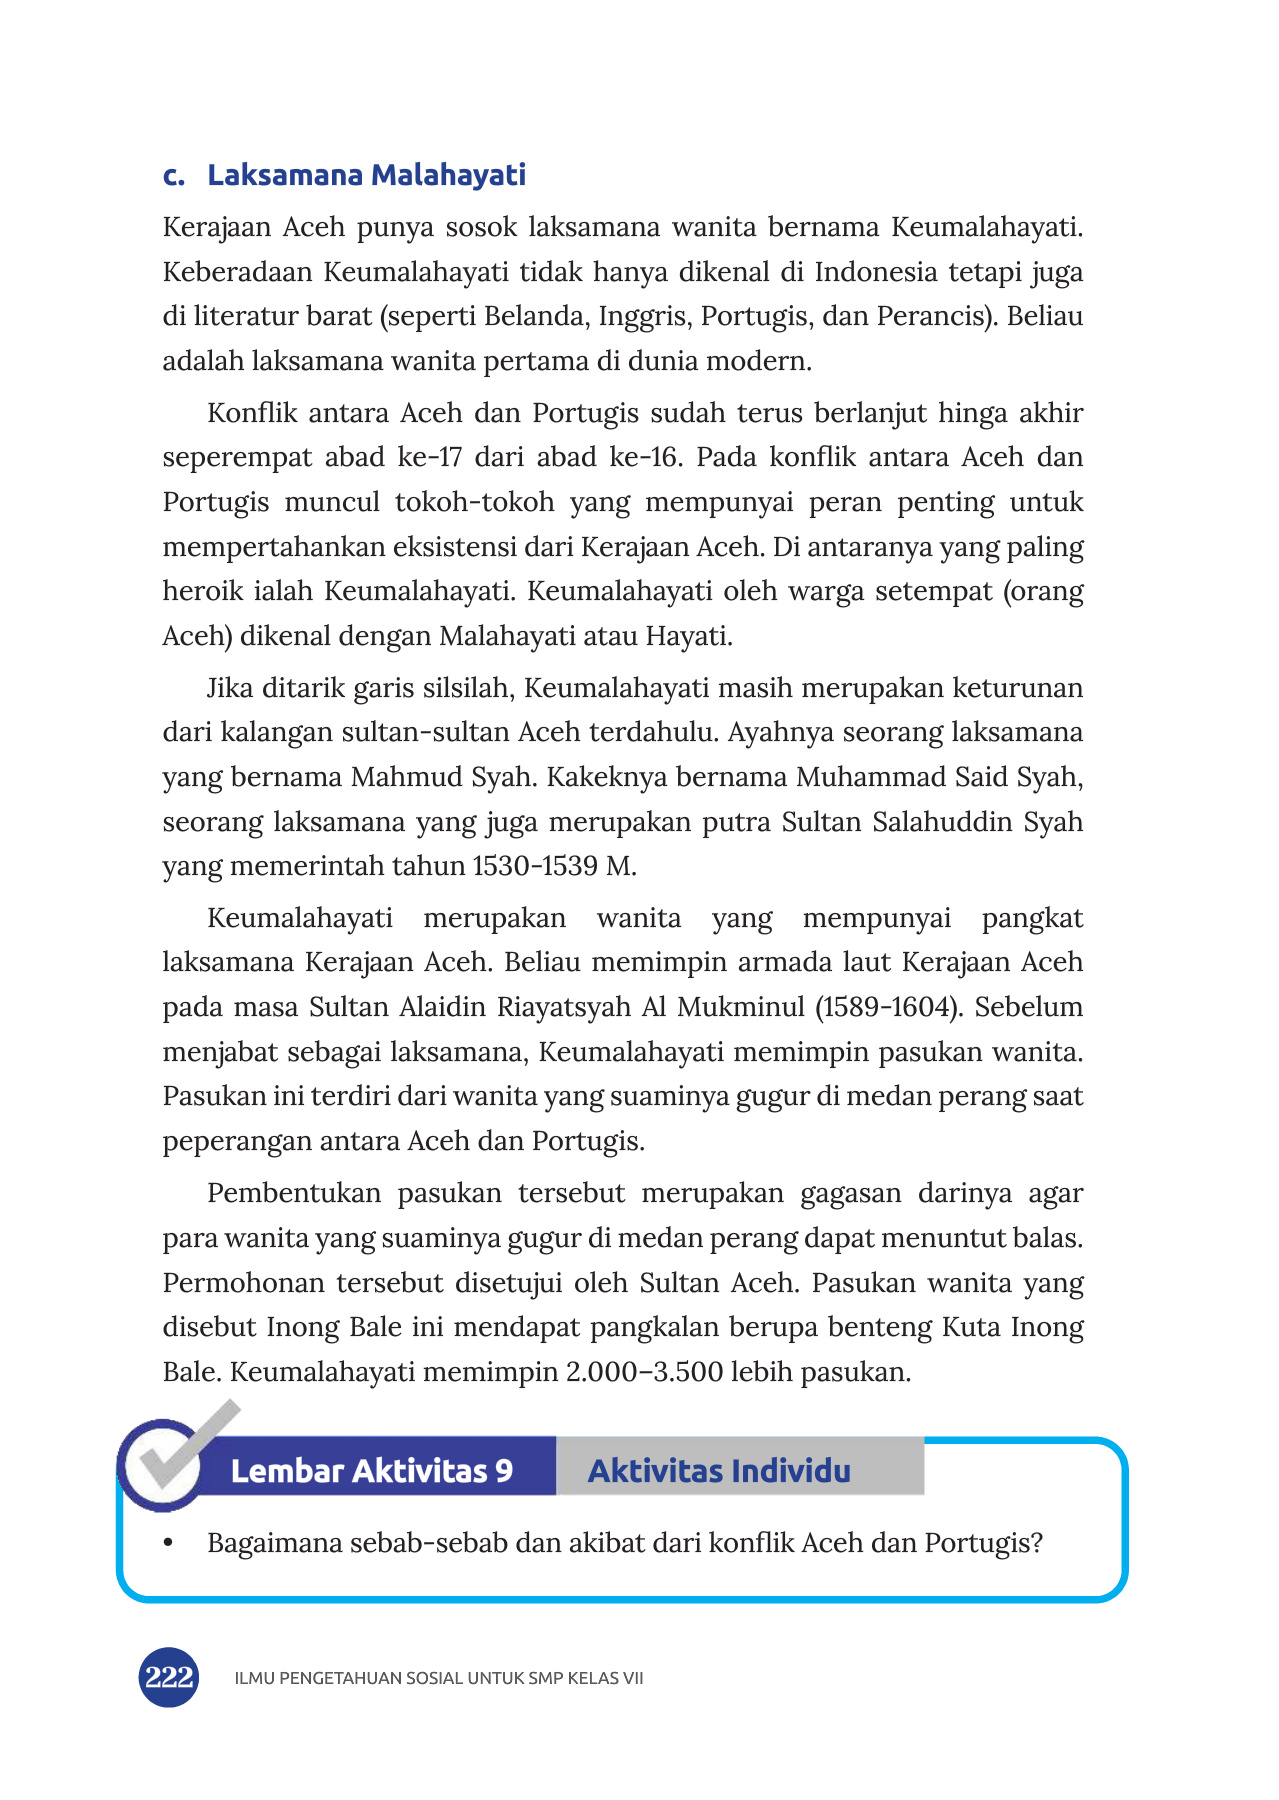 c. Laksamana Malahayati
Kerajaan Aceh punya sosok laksamana wanita bernama Keumalahayati.
Keberadaan Keumalahayati tidak hanya dikenal di Indonesia tetapi juga
di literatur barat (seperti Belanda, Inggris, Portugis, dan Perancis). Beliau
adalah laksamana wanita pertama di dunia modern.
Konflik antara Aceh dan Portugis sudah terus berlanjut hingga akhir
seperempat abad ke-17 dari abad ke-16. Pada konflik antara Aceh dan
Portugis muncul tokoh-tokoh yang mempunyai peran penting untuk
mempertahankan eksistensi dari Kerajaan Aceh. Di antaranya yang paling
heroik ialah Keumalahayati. Keumalahayati oleh warga setempat (orang
Aceh) dikenal dengan Malahayati atau Hayati.
Jika ditarik garis silsilah, Keumalahayati masih merupakan keturunan
dari kalangan sultan-sultan Aceh terdahulu. Ayahnya seorang laksamana
yang bernama Mahmud Syah. Kakeknya bernama Muhammad Said Syah,
seorang laksamana yang juga merupakan putra Sultan Salahuddin Syah
yang memerintah tahun 1530-1539 M.
Keumalahayati merupakan wanita yang mempunyai pangkat
laksamana Kerajaan Aceh. Beliau memimpin armada laut Kerajaan Aceh
pada masa Sultan Alaidin Riayatsyah Al Mukminul (1589-1604). Sebelum
menjabat sebagai laksamana, Keumalahayati memimpin pasukan wanita.
Pasukan ini terdiri dari wanita yang suaminya gugur di medan perang saat
peperangan antara Aceh dan Portugis.
Pembentukan pasukan tersebut merupakan gagasan darinya agar
para wanita yang suaminya gugur di medan perang dapat menuntut balas.
Permohonan tersebut disetujui oleh Sultan Aceh. Pasukan wanita yang
disebut Inong Bale ini mendapat pangkalan berupa benteng Kuta Inong
Bale. Keumalahayati memimpin 2.000–3.500 lebih pasukan.
Lembar Aktivitas 9 Aktivitas Individu
• Bagaimana sebab-sebab dan akibat dari konflik Aceh dan Portugis?
222 ILMU PENGETAHUAN SOSIAL UNTUK SMP KELAS VII